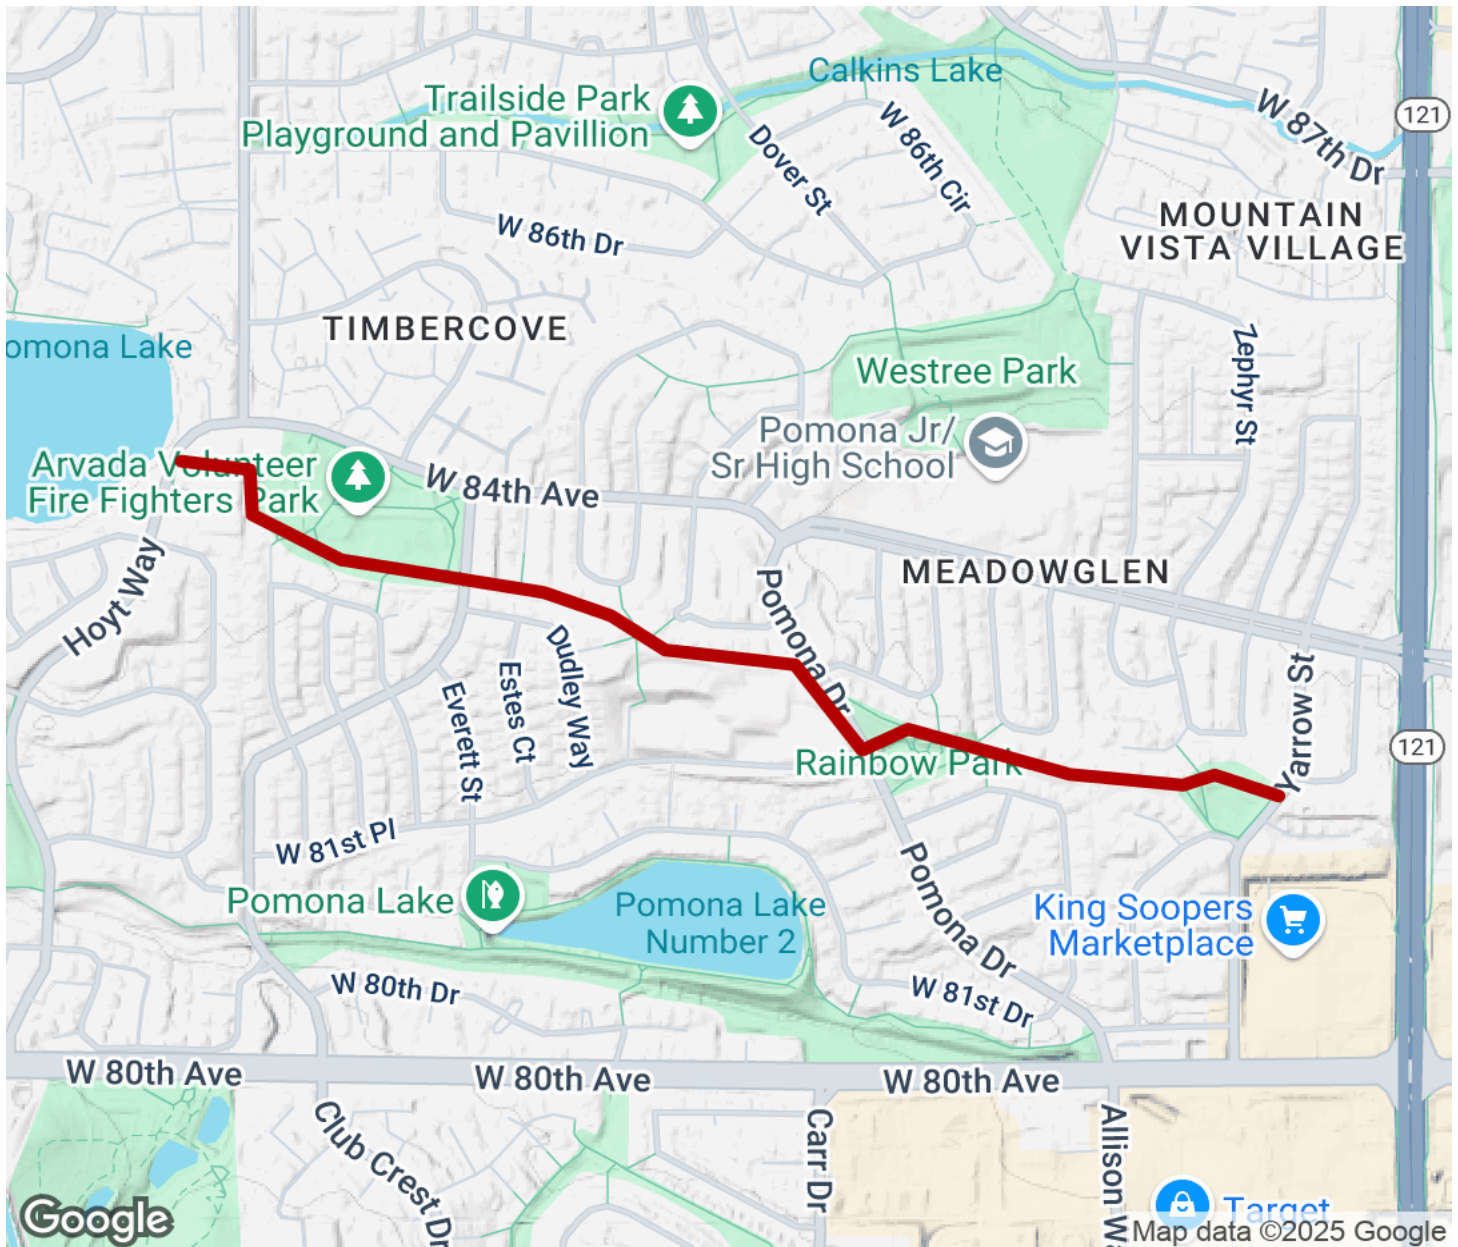 Calkins Lake
Trailside Park
Playground and Pavillion
W 87th Dr
121
Dover St
W 86th Cir
W 86th Dr
MOUNTAIN
VISTA VILLAGE
TIMBERCOVE
omona Lake
Zephyr St
Westree Park
Pomona Jr/
Sr High School
Arvada Volunteer
Fire Fighters Park
W 84th Ave
Hoyt Way
MEADOWGLEN
Pomona Dr
Dudley Way
Estes Ct
Everett St
Yarrow St
121
Rainbow Park
W 81st Pl
Pomona Lake
Pomona Lake
Number 2
Pomona Dr
King Soopers
Marketplace
W 80th Dr
W 81st Dr
W 80th Ave
W 80th Ave
W 80th Ave
Club Crest Dr
Carr Dr
Allison Wa
Target
Google
Map data ©2025 Google